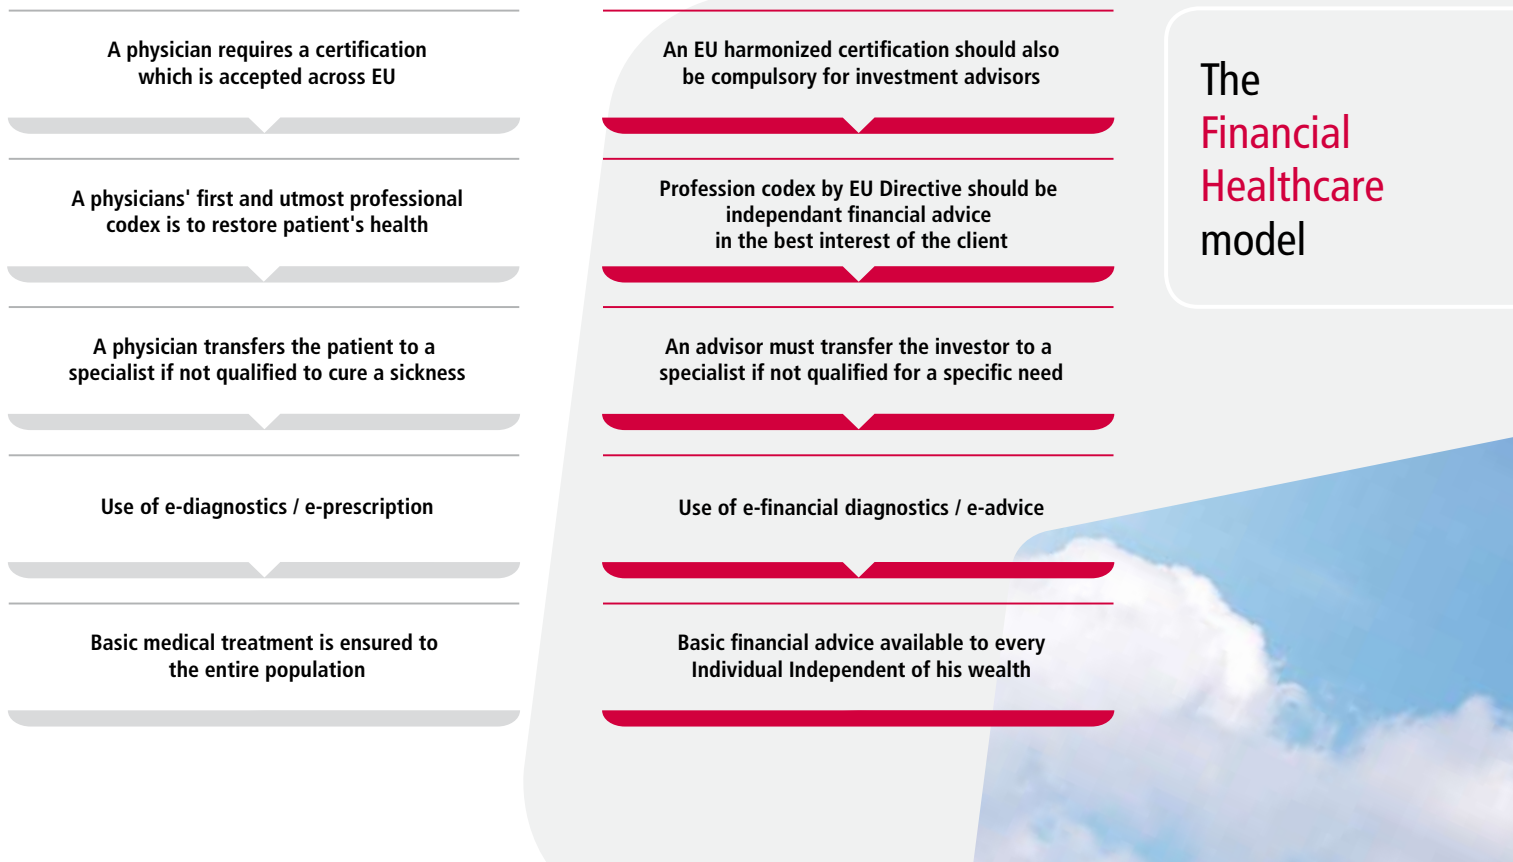 A physician requires a certification
which is accepted across EU
An EU harmonized certification should also
be compulsory for investment advisors
The
Financial
Healthcare
model
A physicians' first and utmost professional
codex is to restore patient's health
Profession codex by EU Directive should be
independant financial advice
in the best interest of the client
A physician transfers the patient to a
specialist if not qualified to cure a sickness
An advisor must transfer the investor to a
specialist if not qualified for a specific need
Use of e-diagnostics / e-prescription
Use of e-financial diagnostics / e-advice
Basic medical treatment is ensured to
the entire population
Basic financial advice available to every
Individual Independent of his wealth